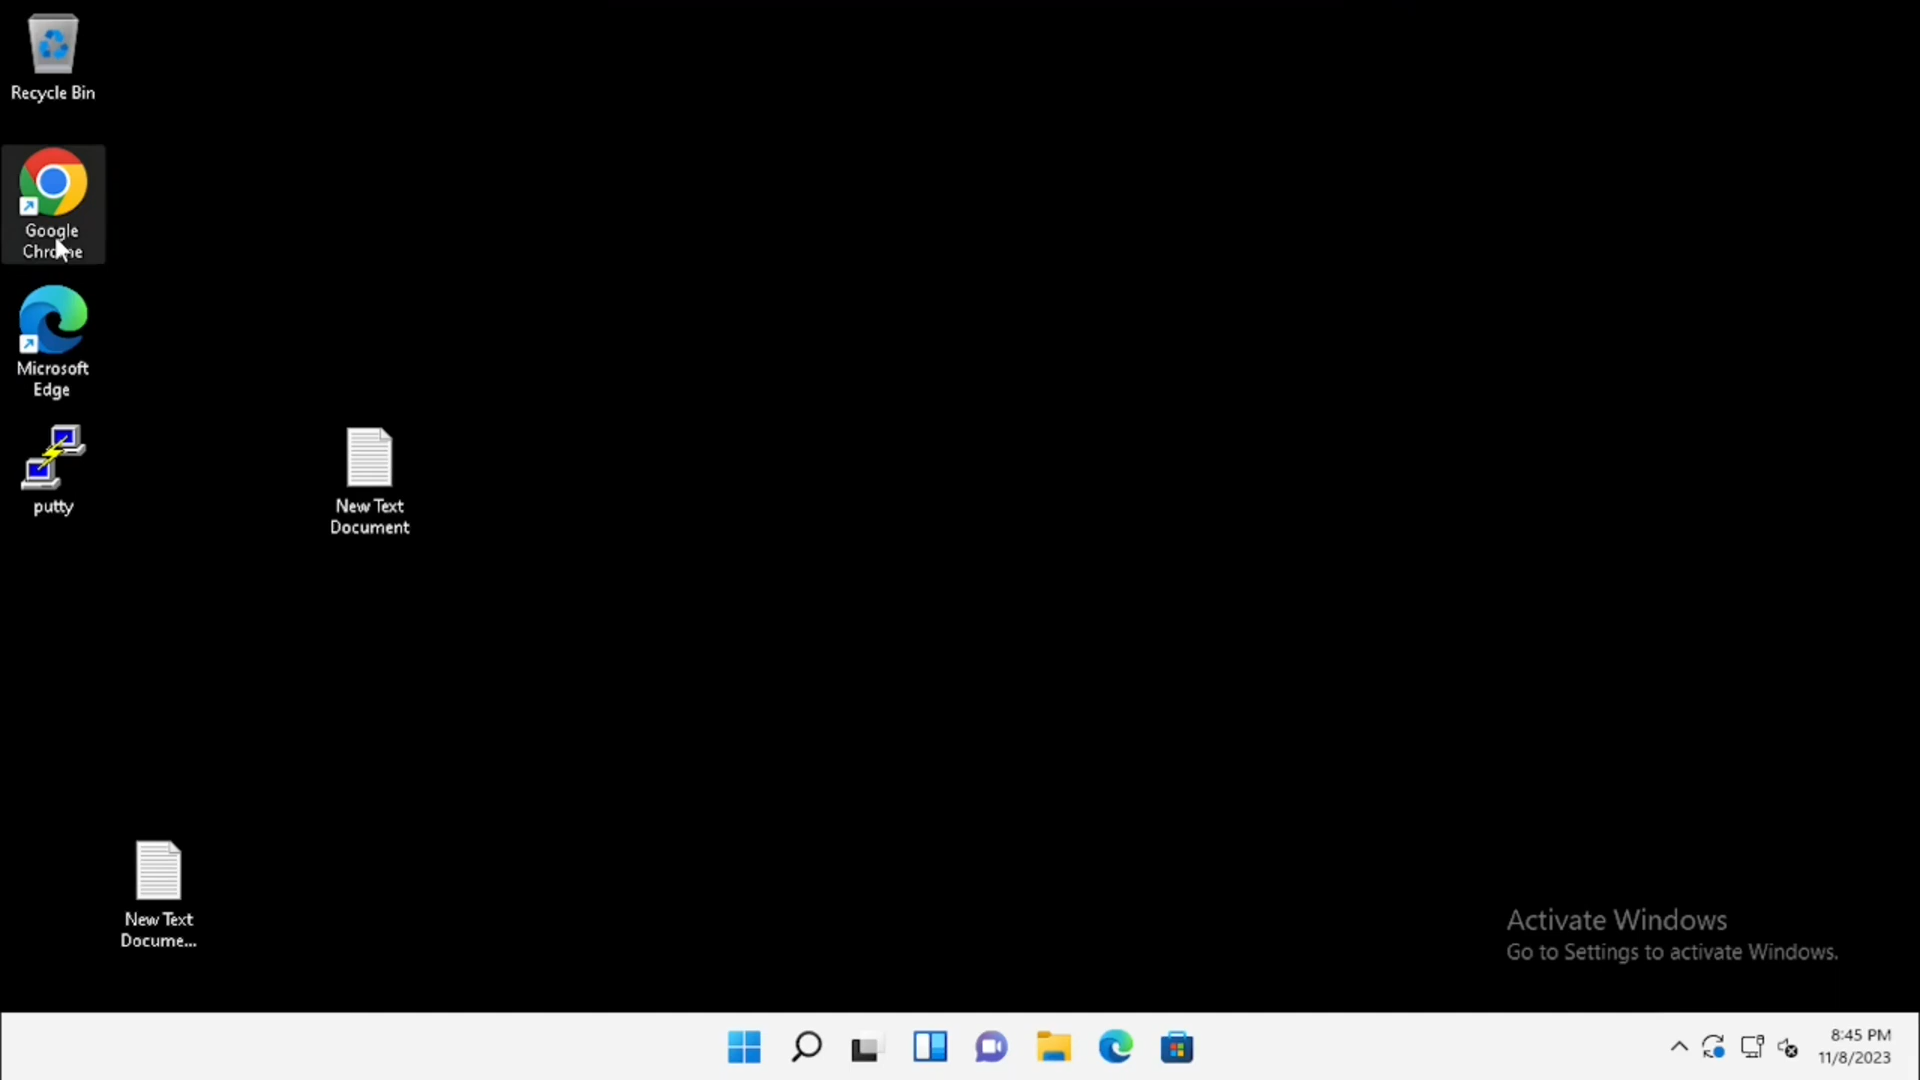 Recycle Bin
Google
Chrome
Microsoft
Edge
putty
New Text
Document
New Text
Docume...
Activate Windows
Go to Settings to activate Windows.
8:45 PM
11/8/2023